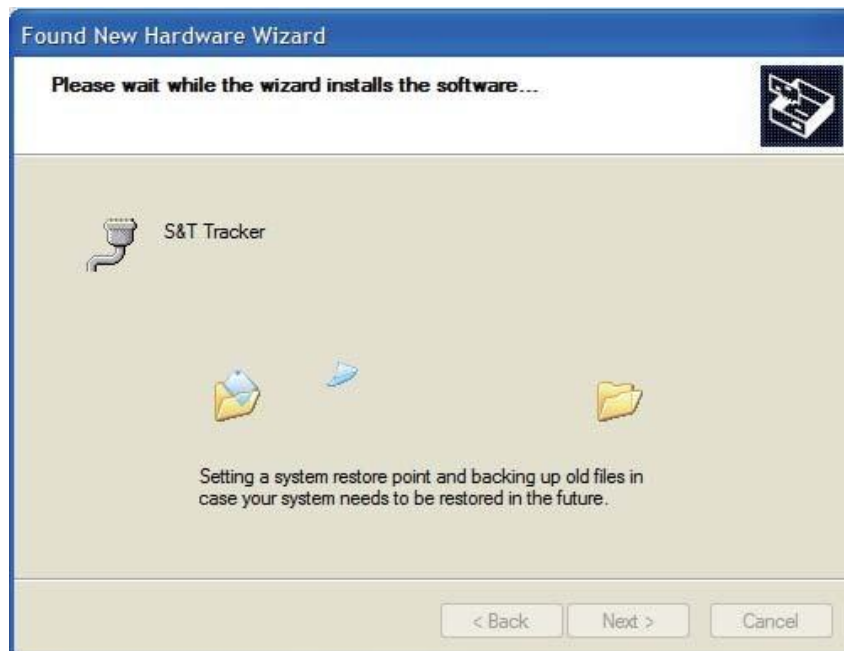 Found New Hardware Wizard
Please wait while the wizard installs the software...
S&T Tracker
Setting a system restore point and backing up old files in
case your system needs to be restored in the future.
< Back
Next >
Cancel